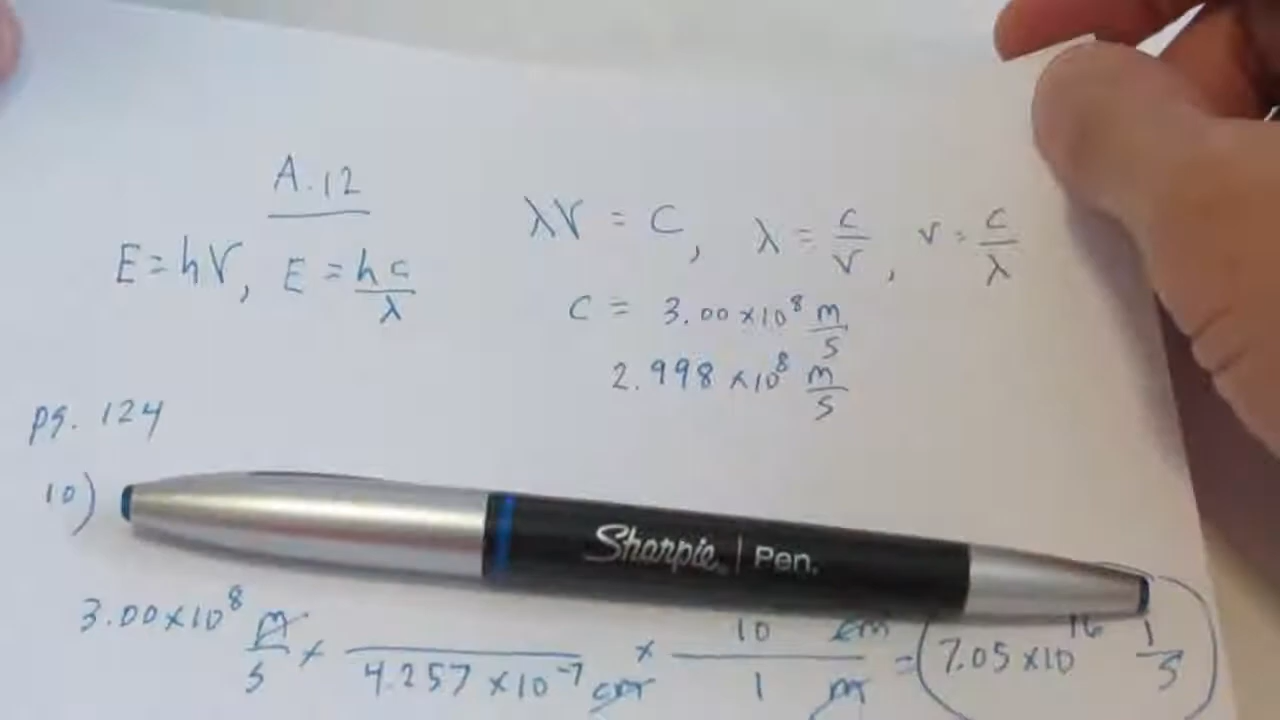 A.12
E=hν, E = hc/λ
λν = C, λ = c/ν, ν = c/λ
C = 3.00×10⁸ m/s
2.998×10⁸ m/s
pg. 124
10)
Sharpie | Pen.
3.00×10⁸ m/s × /4.257×10⁻⁷ cm × 10 cm/1 m = 7.05×10¹⁶ 1/s